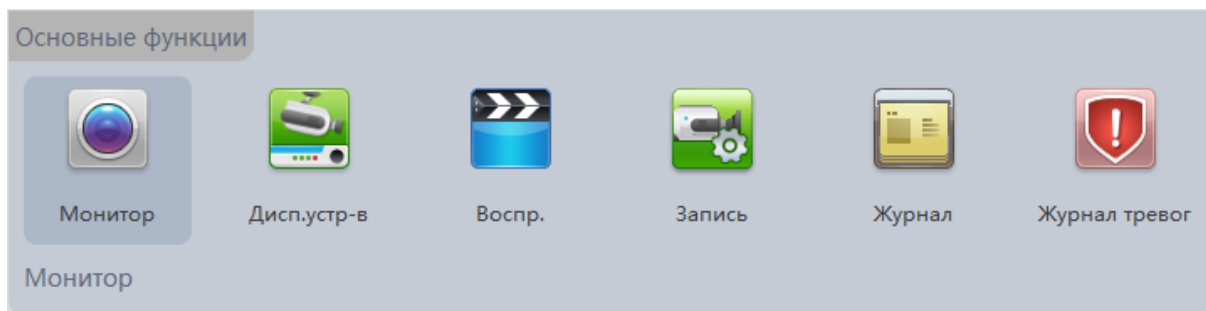 Основные функции
Монитор Дисп.устр-в Воспр. Запись Журнал Журнал тревог
Монитор